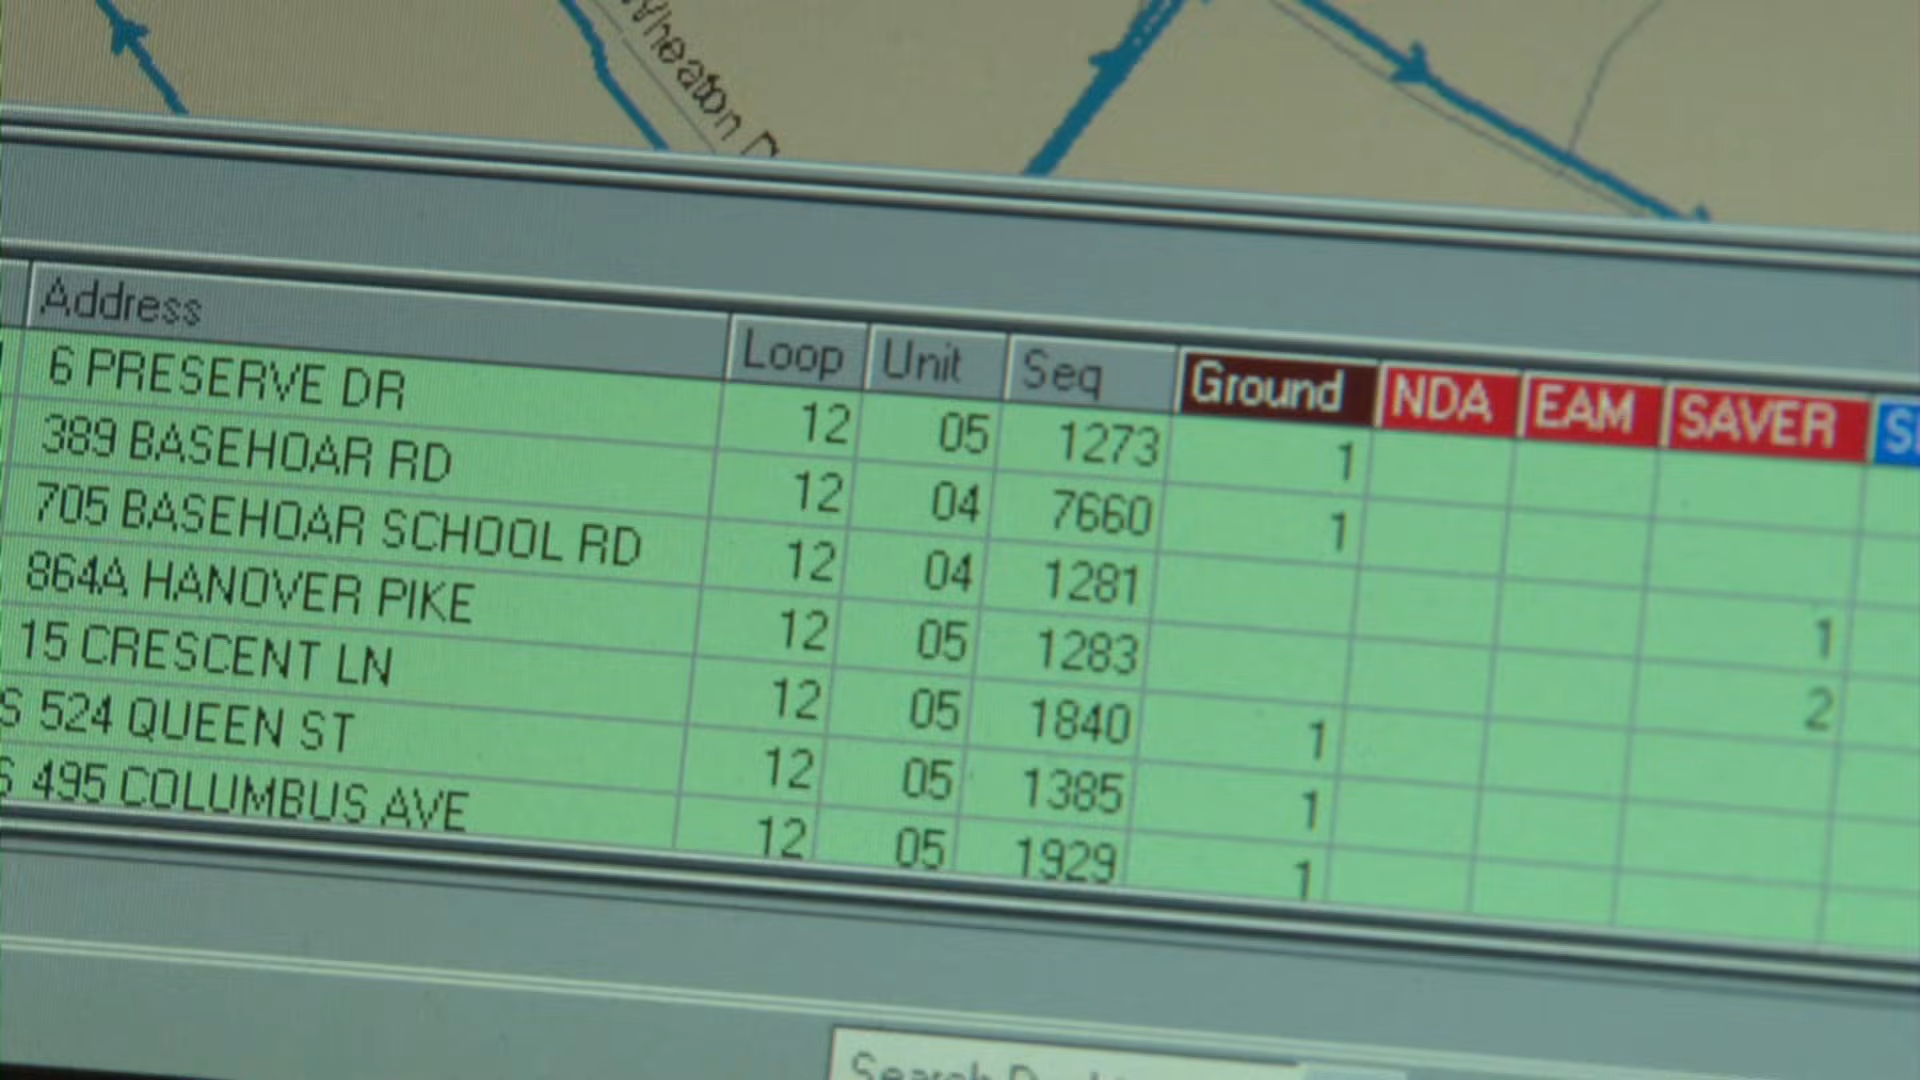 Wheaton
Address Loop Unit Seq Ground NDA EAM SAVER
6 PRESERVE DR 12 05 1273 1
389 BASEHOAR RD 12 04 7660 1
705 BASEHOAR SCHOOL RD 12 04 1281 1
864A HANOVER PIKE 12 05 1283 2
15 CRESCENT LN 12 05 1840 1
S 524 QUEEN ST 12 05 1385 1
S 495 COLUMBUS AVE 12 05 1929 1
Search